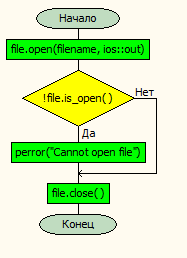 Начало
file.open(filename, ios::out)
!file.is_open()
Нет
Да
perror("Cannot open file")
file.close()
Конец